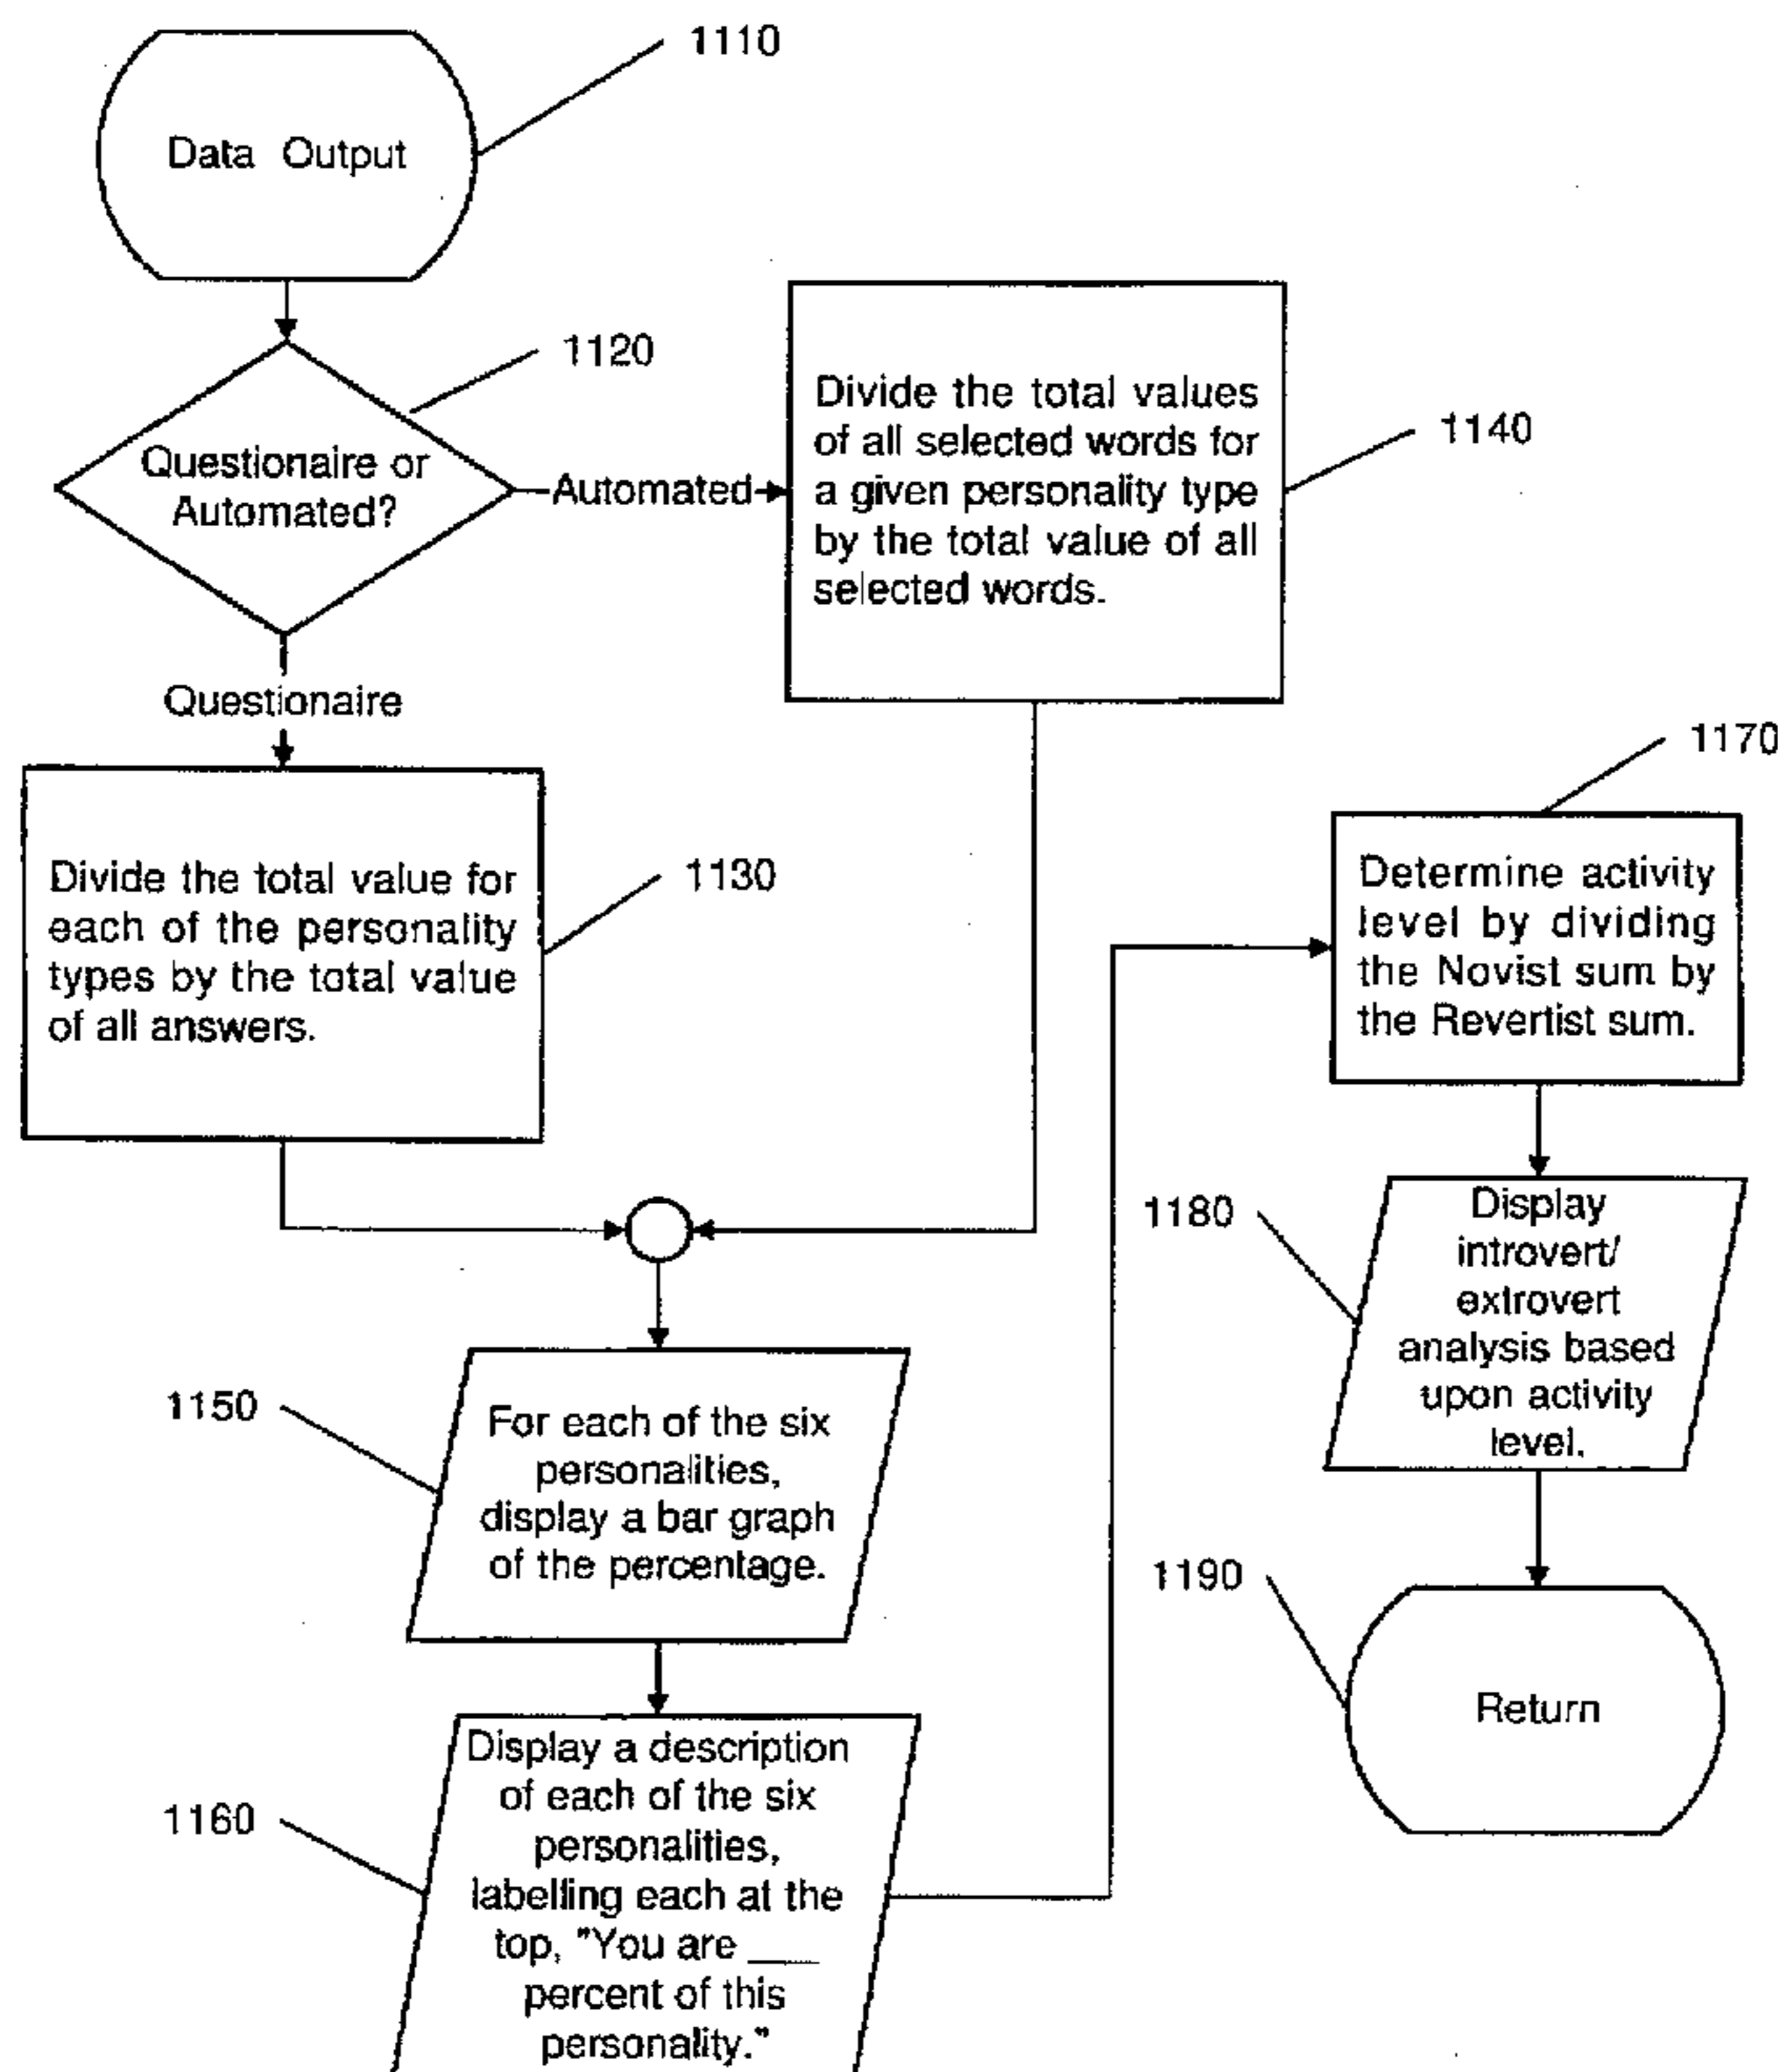 1110
Data Output
1120
Questionaire or
Automated?
Automated
Divide the total values
of all selected words for
a given personality type
by the total value of all
selected words.
1140
Questionaire
Divide the total value for
each of the personality
types by the total value
of all answers.
1130
1170
Determine activity
level by dividing
the Novist sum by
the Revertist sum.
1180
Display
introvert/
extrovert
analysis based
upon activity
level.
1150
For each of the six
personalities,
display a bar graph
of the percentage.
1190
Return
1160
Display a description
of each of the six
personalities,
labelling each at the
top, "You are ___
percent of this
personality."